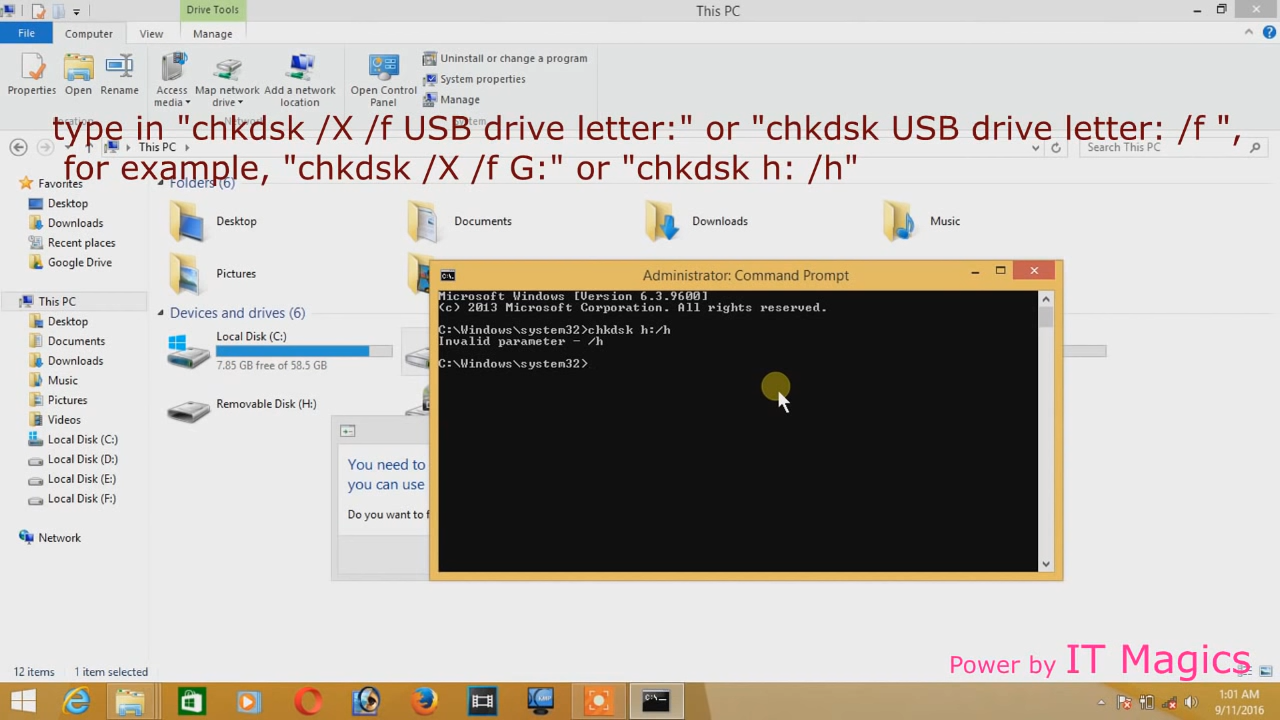 Drive Tools
This PC
File
Computer
View
Manage
Properties
Open
Rename
Access media
Map network drive
Add a network location
Open Control Panel
Uninstall or change a program
System properties
Manage
type in "chkdsk /X /f USB drive letter:" or "chkdsk USB drive letter: /f ",
for example, "chkdsk /X /f G:" or "chkdsk h: /h"
This PC
Search This PC
Favorites
Desktop
Downloads
Recent places
Google Drive
This PC
Desktop
Documents
Downloads
Music
Pictures
Videos
Local Disk (C:)
Local Disk (D:)
Local Disk (E:)
Local Disk (F:)
Network
Folders (6)
Desktop
Documents
Downloads
Music
Pictures
Devices and drives (6)
Local Disk (C:)
7.85 GB free of 58.5 GB
Removable Disk (H:)
You need to
you can use
Do you want to f
Administrator: Command Prompt
Microsoft Windows [Version 6.3.9600]
(c) 2013 Microsoft Corporation. All rights reserved.
C:\Windows\system32>chkdsk h:/h
Invalid parameter - /h
C:\Windows\system32>
12 items
1 item selected
Power by IT Magics
1:01 AM
9/11/2016